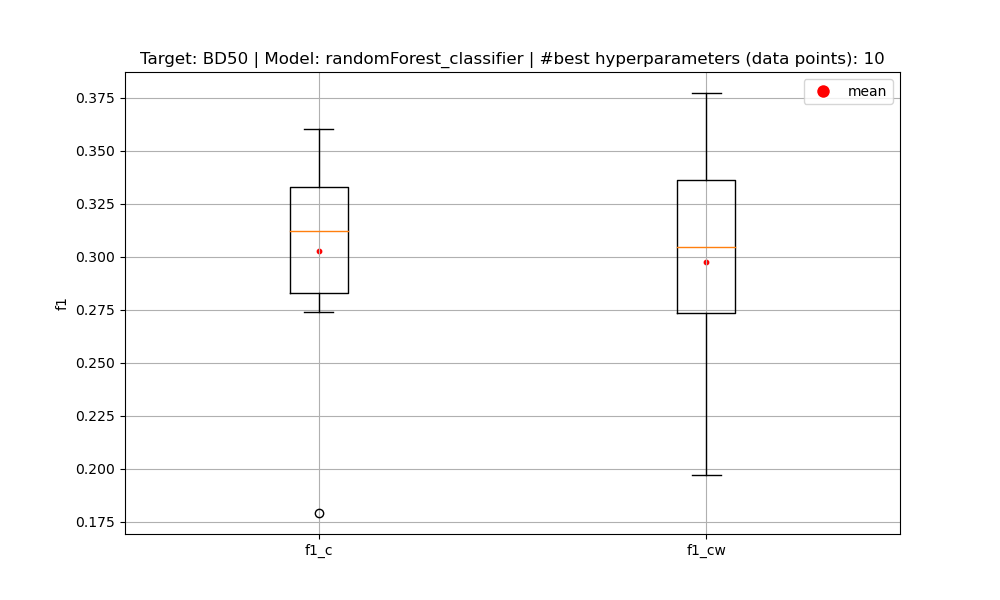 Target: BD50 | Model: randomForest_classifier | #best hyperparameters (data points): 10
mean
0.375
0.350
0.325
0.300
0.275
0.250
0.225
0.200
0.175
f1
f1_c
f1_cw